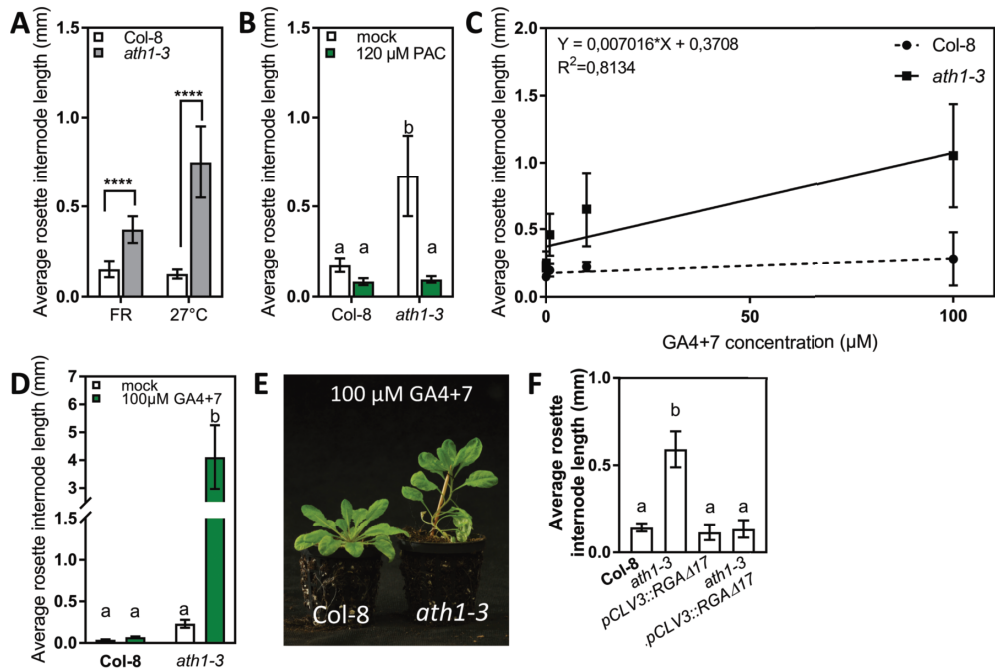 A
Average rosette internode length (mm)
1.5
1.0
0.5
0.0
Col-8
ath1-3
****
****
FR
27°C
B
Average rosette internode length (mm)
1.5
1.0
0.5
0.0
mock
120 µM PAC
a
a
b
a
Col-8
ath1-3
C
Average rosette internode length (mm)
2.0
1.5
1.0
0.5
0.0
Y = 0,007016*X + 0,3708
R²=0,8134
Col-8
ath1-3
0
50
100
GA4+7 concentration (µM)
D
Average rosette internode length (mm)
7
6
5
4
3
1.5
1.0
0.5
0.0
mock
100µM GA4+7
a
a
a
b
Col-8
ath1-3
E
100 µM GA4+7
Col-8
ath1-3
F
Average rosette
internode length (mm)
1.0
0.5
0.0
a
b
a
a
Col-8
ath1-3
pCLV3::RGAΔ17
ath1-3
pCLV3::RGAΔ17